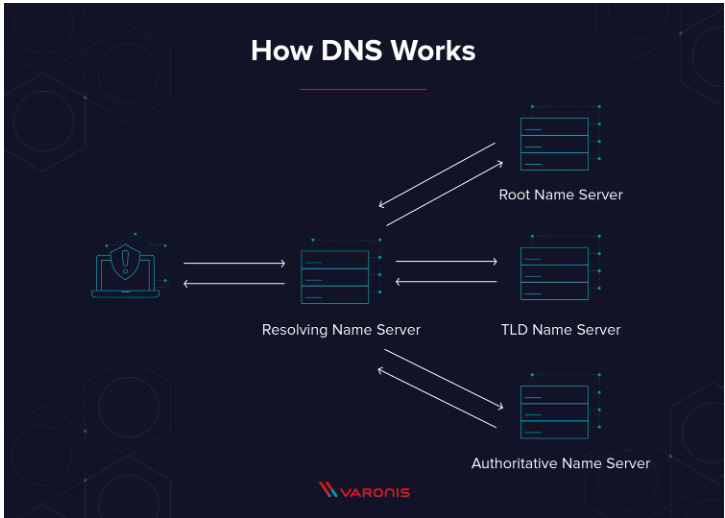 How DNS Works
Root Name Server
Resolving Name Server
TLD Name Server
Authoritative Name Server
VARONIS